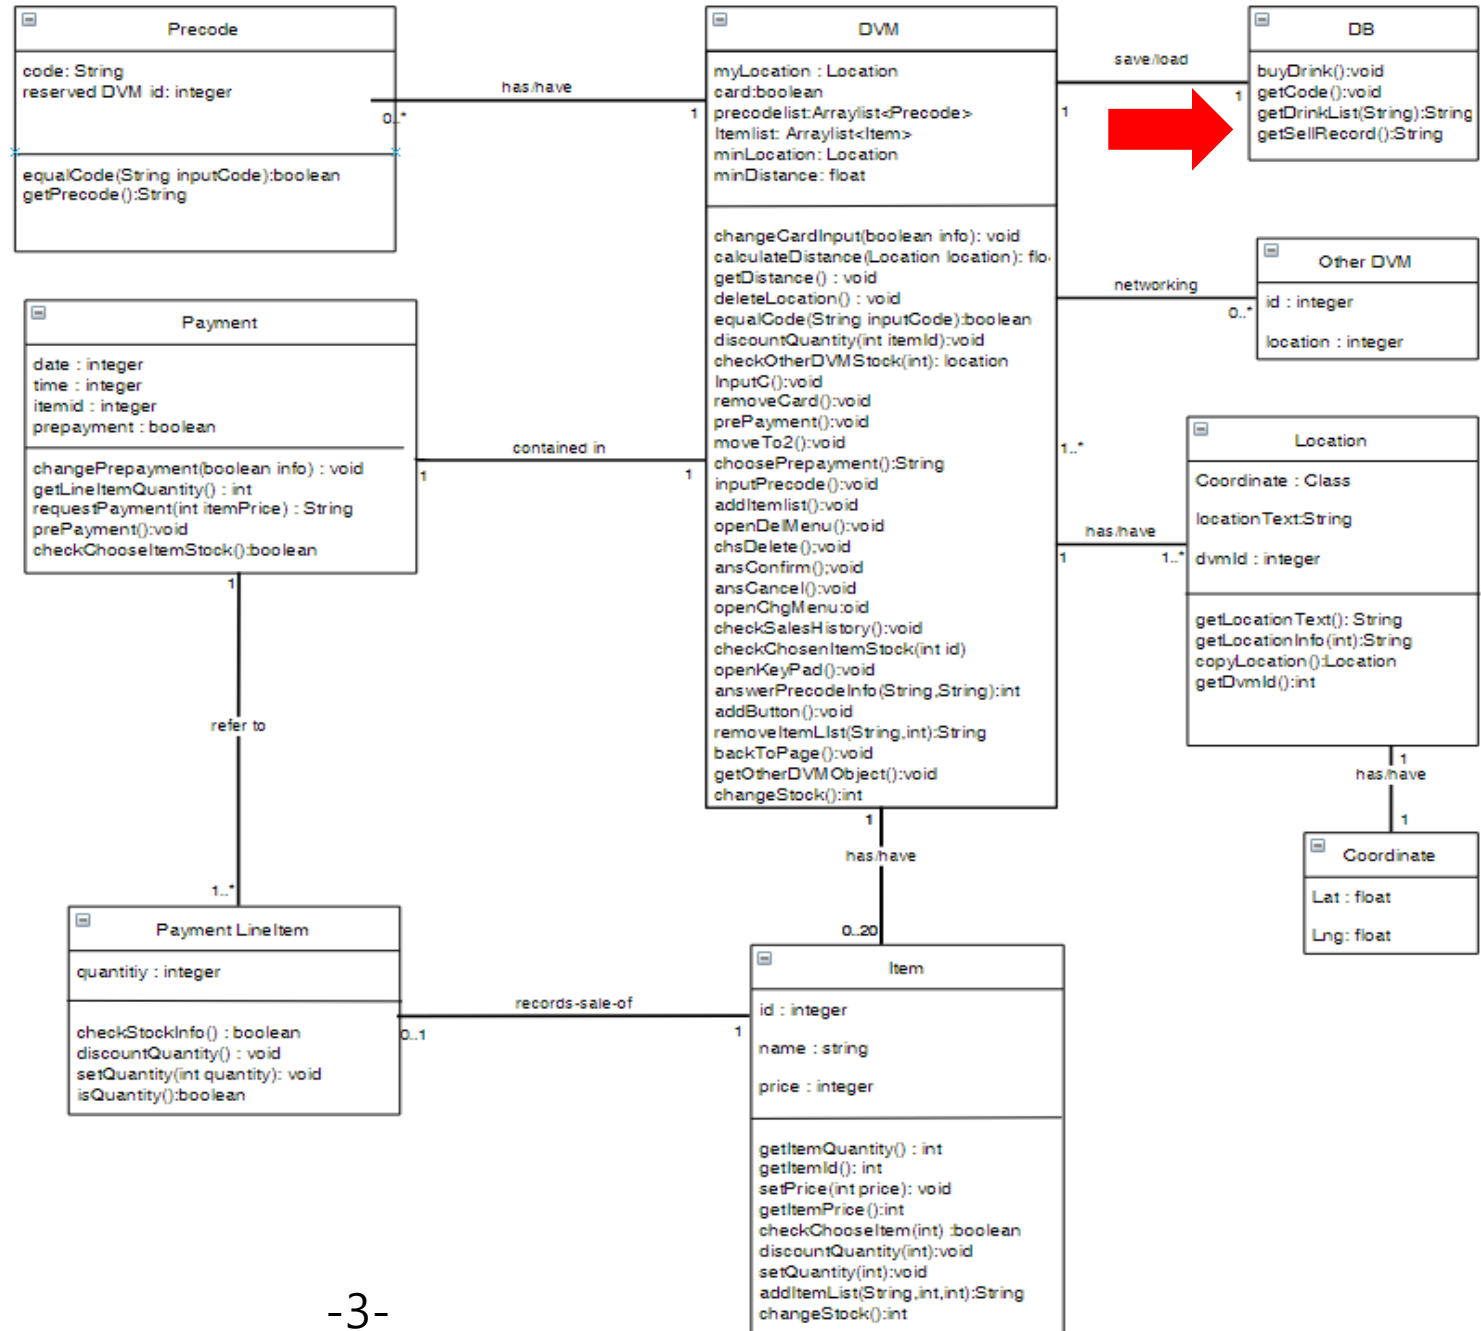 Precode
code: String
reserved DVM id: integer
equalCode(String inputCode):boolean
getPrecode():String
has/have
0..*
1
DVM
myLocation : Location
card:boolean
precodelist:Arraylist<Precode>
Itemlist: Arraylist<Item>
minLocation: Location
minDistance: float
changeCardInput(boolean info): void
calculateDistance(Location location): flo
getDistance() : void
deleteLocation() : void
equalCode(String inputCode):boolean
discountQuantity(int itemId):void
checkOtherDVMStock(int): location
InputC():void
removeCard():void
prePayment():void
moveTo2():void
choosePrepayment():String
inputPrecode():void
addItemlist():void
openDelMenu():void
chsDelete();void
ansConfirm();void
ansCancel():void
openChgMenu:oid
checkSalesHistory():void
checkChosenItemStock(int id)
openKeyPad():void
answerPrecodeInfo(String,String):int
addButton():void
removeItemLIst(String,int):String
backToPage():void
getOtherDVMObject():void
changeStock():int
save/load
1
1
DB
buyDrink():void
getCode():void
getDrinkList(String):String
getSellRecord():String
networking
0..*
1..*
Other DVM
id : integer
location : integer
Payment
date : integer
time : integer
itemid : integer
prepayment : boolean
changePrepayment(boolean info) : void
getLineItemQuantity() : int
requestPayment(int itemPrice) : String
prePayment():void
checkChooseItemStock():boolean
contained in
1
1
has/have
1
1..*
Location
Coordinate : Class
locationText:String
dvmId : integer
getLocationText(): String
getLocationInfo(int):String
copyLocation():Location
getDvmId():int
1
has/have
1
Coordinate
Lat : float
Lng: float
1
refer to
1..*
Payment LineItem
quantitiy : integer
checkStockInfo() : boolean
discountQuantity() : void
setQuantity(int quantity): void
isQuantity():boolean
records-sale-of
0..1
1
1
has/have
0..20
Item
id : integer
name : string
price : integer
getItemQuantity() : int
getItemId(): int
setPrice(int price): void
getItemPrice():int
checkChooseItem(int) :boolean
discountQuantity(int):void
setQuantity(int):void
addItemList(String,int,int):String
changeStock():int
-3-